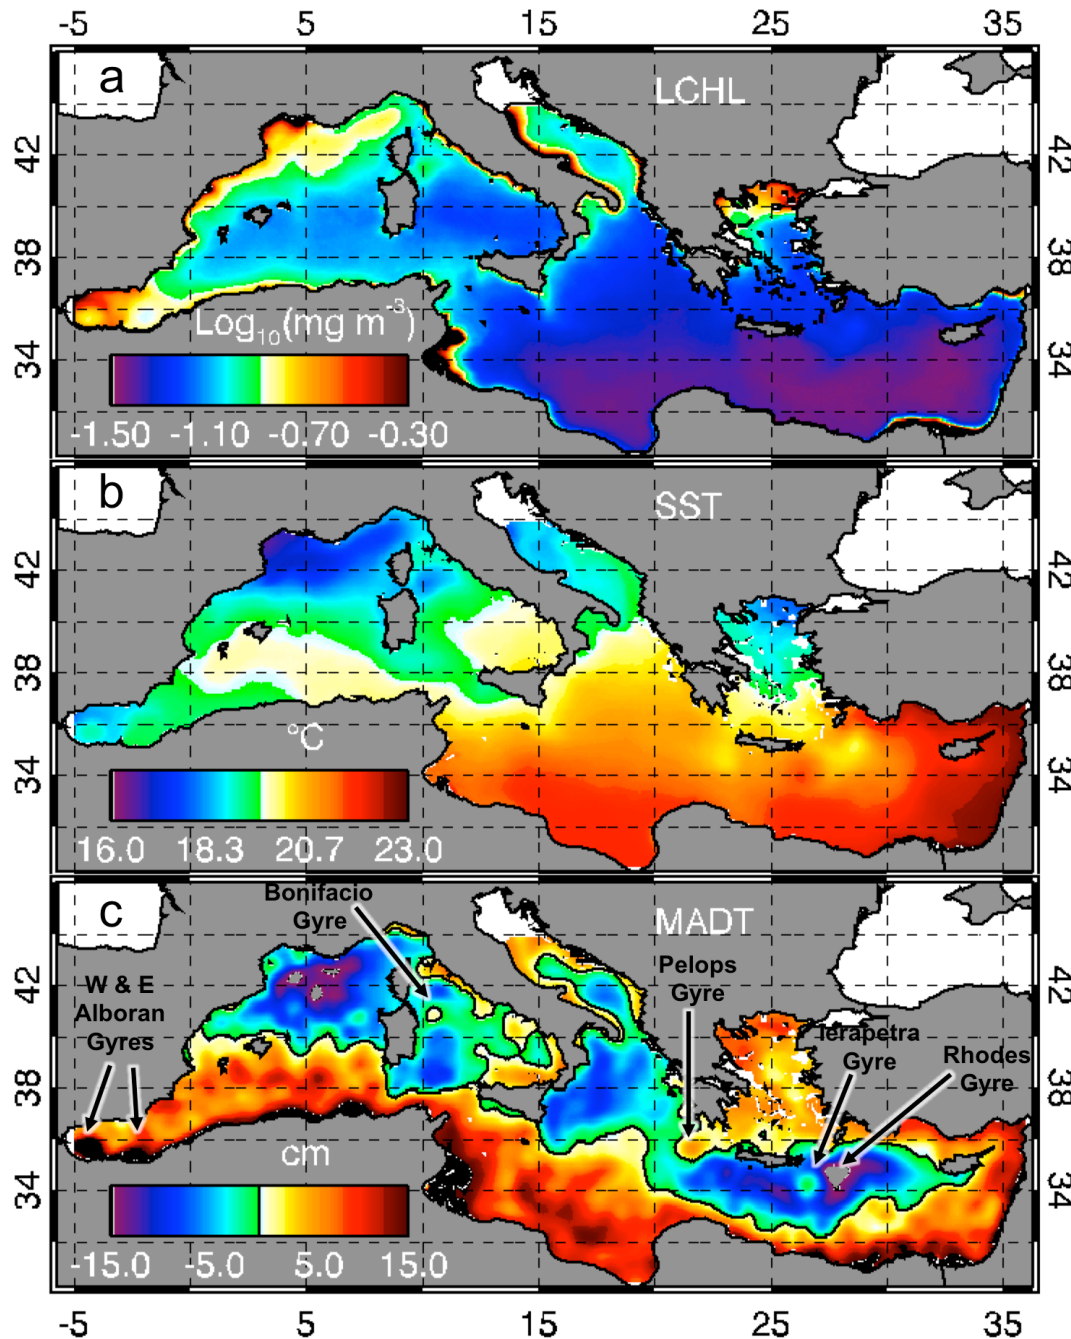 -5 5 15 25 35
a
LCHL
42 42
38 38
34 34
Log10(mg m-3)
-1.50 -1.10 -0.70 -0.30
b
SST
42 42
38 38
34 34
°C
16.0 18.3 20.7 23.0
c
Bonifacio
Gyre
MADT
Pelops
Gyre
W & E
Alboran
Gyres
Ierapetra
Gyre
Rhodes
Gyre
42 42
38 38
34 34
cm
-15.0 -5.0 5.0 15.0
-5 5 15 25 35